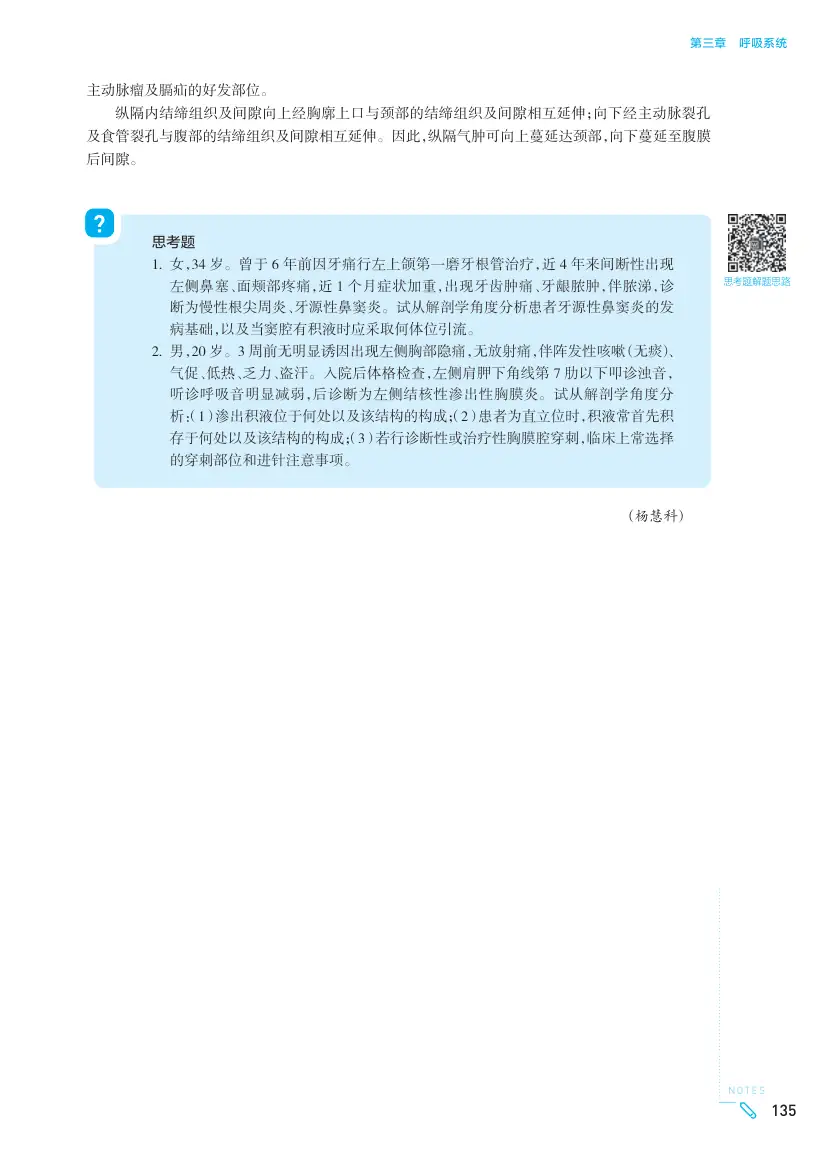 第三章 呼吸系统
主动脉瘤及膈疝的好发部位。
纵隔内结缔组织及间隙向上经胸廓上口与颈部的结缔组织及间隙相互延伸；向下经主动脉裂孔
及食管裂孔与腹部的结缔组织及间隙相互延伸。因此，纵隔气肿可向上蔓延达颈部，向下蔓延至腹膜
后间隙。
?
思考题
1. 女，34 岁。曾于 6 年前因牙痛行左上颌第一磨牙根管治疗，近 4 年来间断性出现
左侧鼻塞、面颊部疼痛，近 1 个月症状加重，出现牙齿肿痛、牙龈脓肿，伴脓涕，诊
断为慢性根尖周炎、牙源性鼻窦炎。试从解剖学角度分析患者牙源性鼻窦炎的发
病基础，以及当窦腔有积液时应采取何体位引流。
2. 男，20 岁。3 周前无明显诱因出现左侧胸部隐痛，无放射痛，伴阵发性咳嗽（无痰）、
气促、低热、乏力、盗汗。入院后体格检查，左侧肩胛下角线第 7 肋以下叩诊浊音，
听诊呼吸音明显减弱，后诊断为左侧结核性渗出性胸膜炎。试从解剖学角度分
析：（1）渗出积液位于何处以及该结构的构成；（2）患者为直立位时，积液常首先积
存于何处以及该结构的构成；（3）若行诊断性或治疗性胸膜腔穿刺，临床上常选择
的穿刺部位和进针注意事项。
思考题解题思路
（杨慧科）
NOTES
135